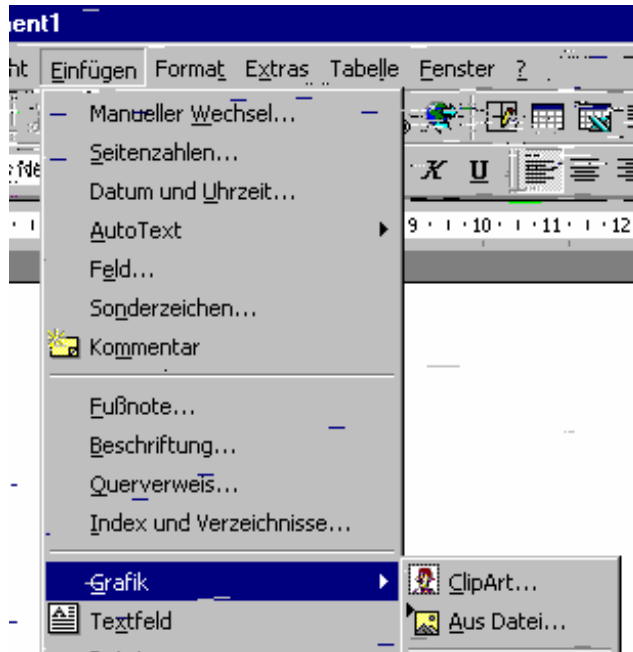 ent1
ht Einfügen Format Extras Tabelle Fenster ?
Manueller Wechsel...
Seitenzahlen...
K U
Datum und Uhrzeit...
AutoText
9 · 10 · 11 · 12
Feld...
Sonderzeichen...
Kommentar
Fußnote...
Beschriftung...
Querverweis...
Index und Verzeichnisse...
Grafik
ClipArt...
Textfeld
Aus Datei...